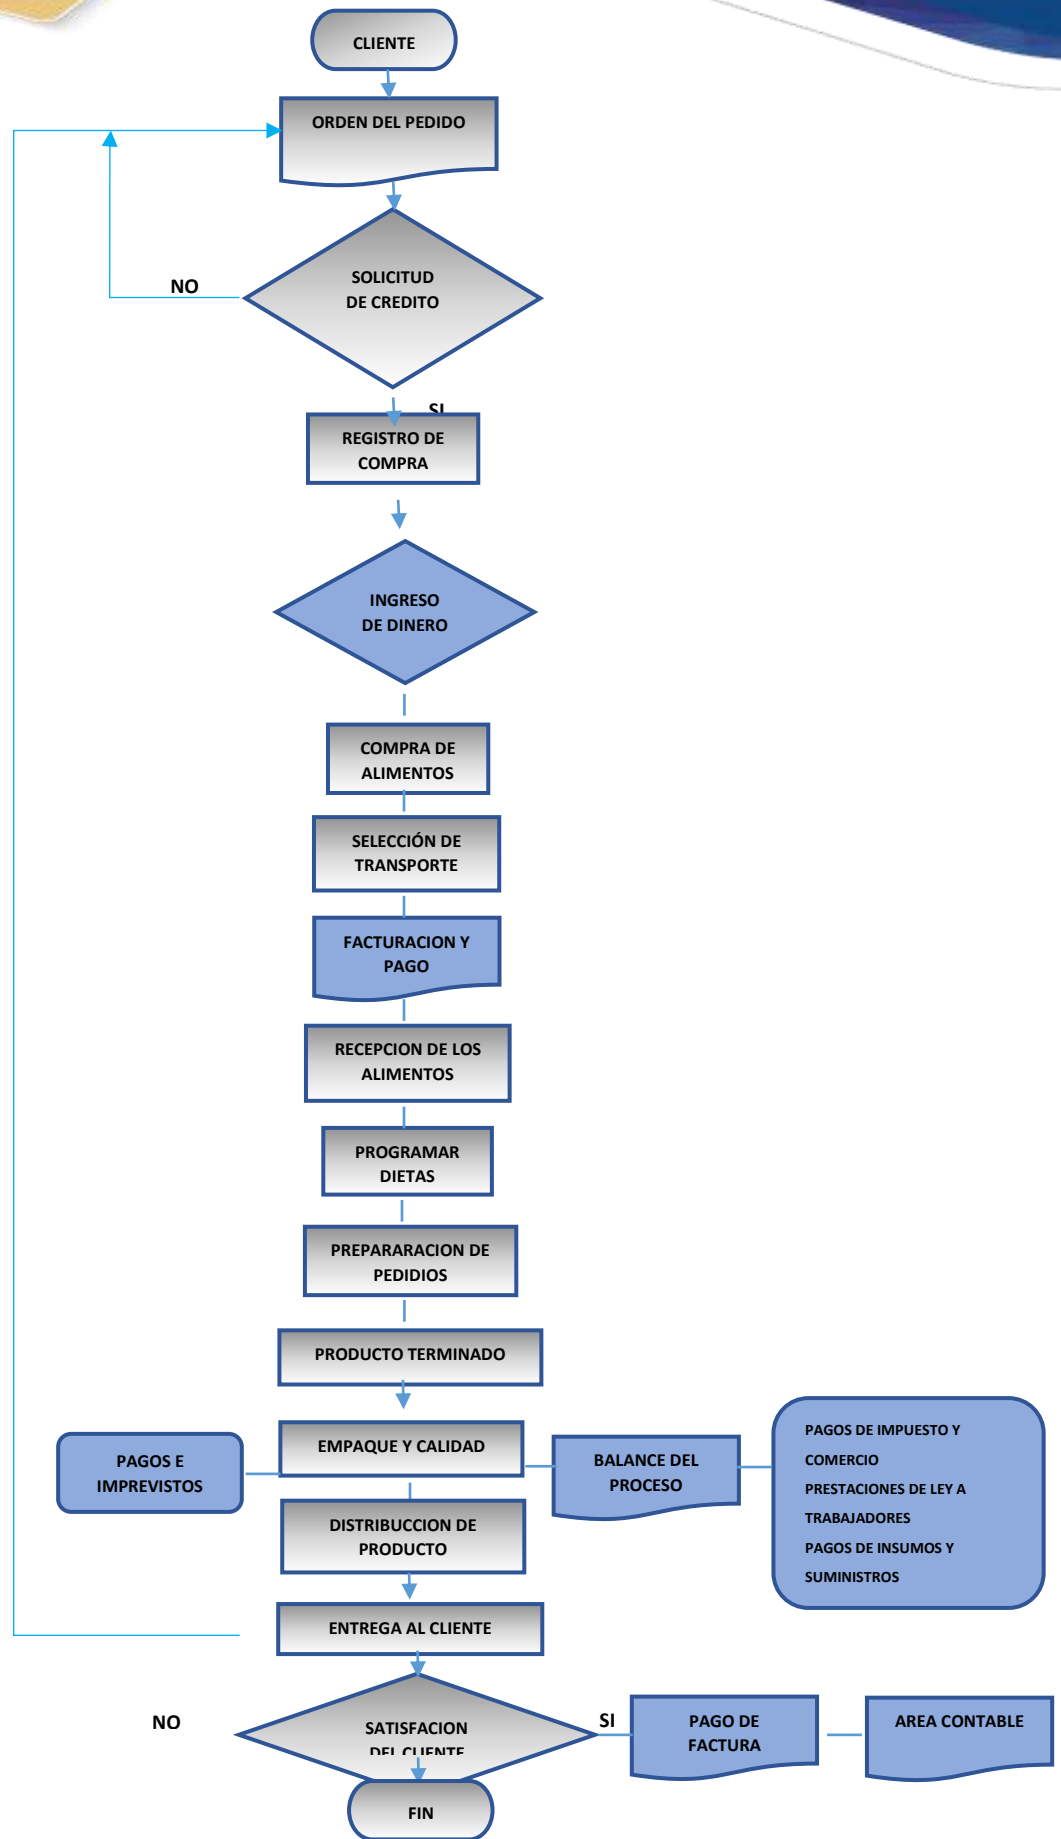 CLIENTE
ORDEN DEL PEDIDO
SOLICITUD
DE CREDITO
NO
SI
REGISTRO DE
COMPRA
INGRESO
DE DINERO
COMPRA DE
ALIMENTOS
SELECCIÓN DE
TRANSPORTE
FACTURACION Y
PAGO
RECEPCION DE LOS
ALIMENTOS
PROGRAMAR
DIETAS
PREPARARACION DE
PEDIDIOS
PRODUCTO TERMINADO
EMPAQUE Y CALIDAD
PAGOS E
IMPREVISTOS
BALANCE DEL
PROCESO
PAGOS DE IMPUESTO Y
COMERCIO
PRESTACIONES DE LEY A
TRABAJADORES
PAGOS DE INSUMOS Y
SUMINISTROS
DISTRIBUCCION DE
PRODUCTO
ENTREGA AL CLIENTE
NO
SATISFACION
DEL CLIENTE
SI
PAGO DE
FACTURA
AREA CONTABLE
FIN